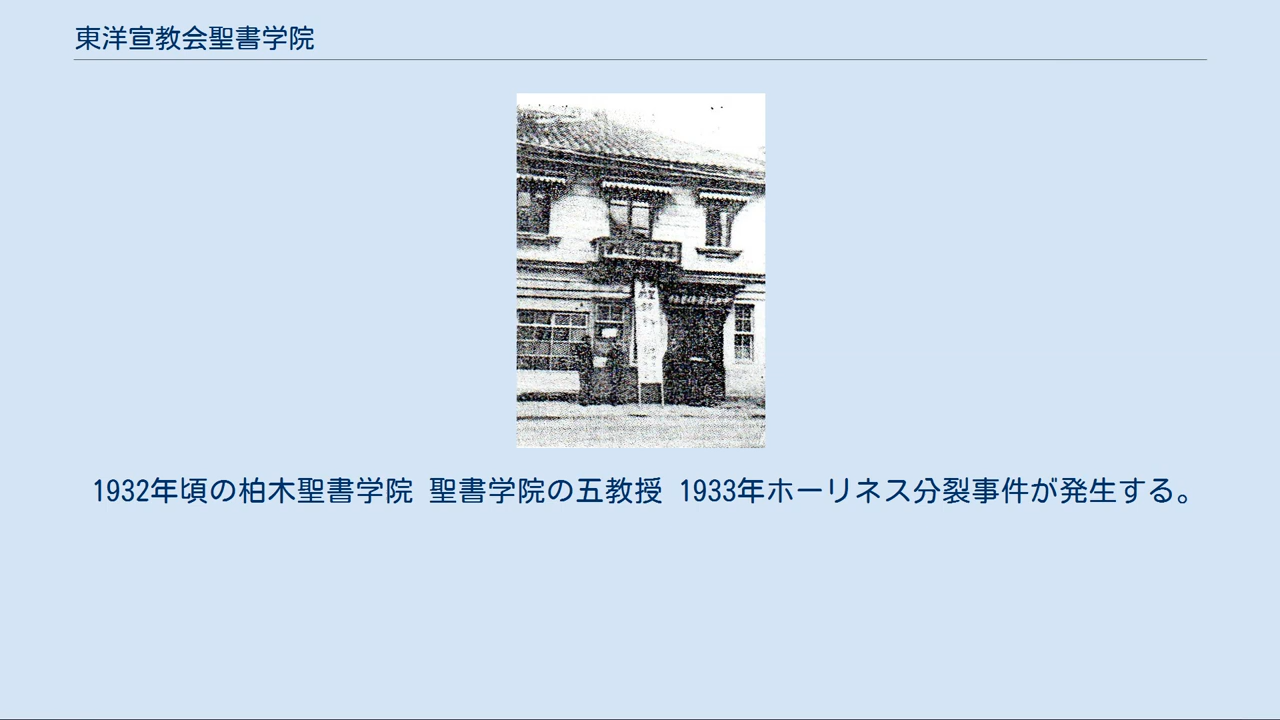 東洋宣教会聖書学院
1932年頃の柏木聖書学院 聖書学院の五教授 1933年ホーリネス分裂事件が発生する。